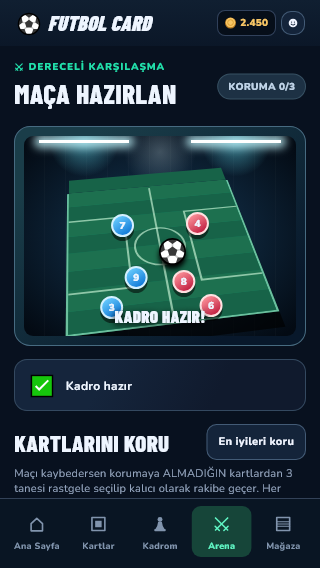 FUTBOL CARD
2.450
DERECELİ KARŞILAŞMA
MAÇA HAZIRLAN
KORUMA 0/3
7
4
9
8
3
6
KADRO HAZIR!
Kadro hazır
KARTLARINI KORU
En iyileri koru
Maçı kaybedersen korumaya ALMADIĞIN kartlardan 3
tanesi rastgele seçilip kalıcı olarak rakibe geçer. Her
Ana Sayfa
Kartlar
Kadrom
Arena
Mağaza